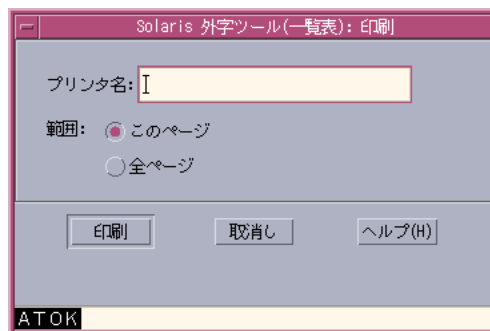 Solaris 外字ツール(一覧表): 印刷
プリンタ名:
範囲: このページ
全ページ
印刷 取消し ヘルプ(H)
ATOK